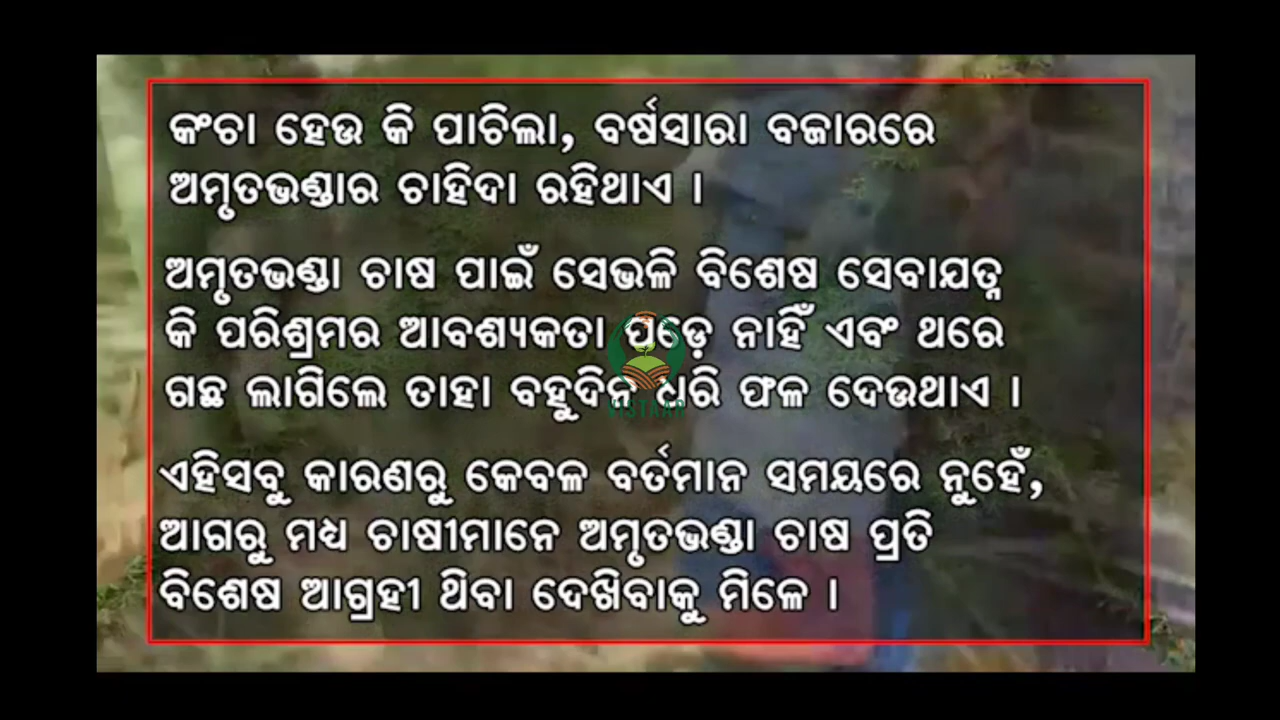 କଂଚା ହେଉ କି ପାଚିଲା, ବର୍ଷସାରା ବଜାରରେ
ଅମୃତଭଣ୍ଡାର ଚାହିଦା ରହିଥାଏ ।
ଅମୃତଭଣ୍ଡା ଚାଷ ପାଇଁ ସେଭଳି ବିଶେଷ ସେବାଯତ୍ନ
କି ପରିଶ୍ରମର ଆବଶ୍ୟକତା ପଡ଼େ ନାହିଁ ଏବଂ ଥରେ
ଗଛ ଲାଗିଲେ ତାହା ବହୁଦିନ ଧରି ଫଳ ଦେଉଥାଏ ।
VISTAAR
ଏହିସବୁ କାରଣରୁ କେବଳ ବର୍ତମାନ ସମୟରେ ନୁହେଁ,
ଆଗରୁ ମଧ୍ୟ ଚାଷୀମାନେ ଅମୃତଭଣ୍ଡା ଚାଷ ପ୍ରତି
ବିଶେଷ ଆଗ୍ରହୀ ଥିବା ଦେଖିବାକୁ ମିଳେ ।